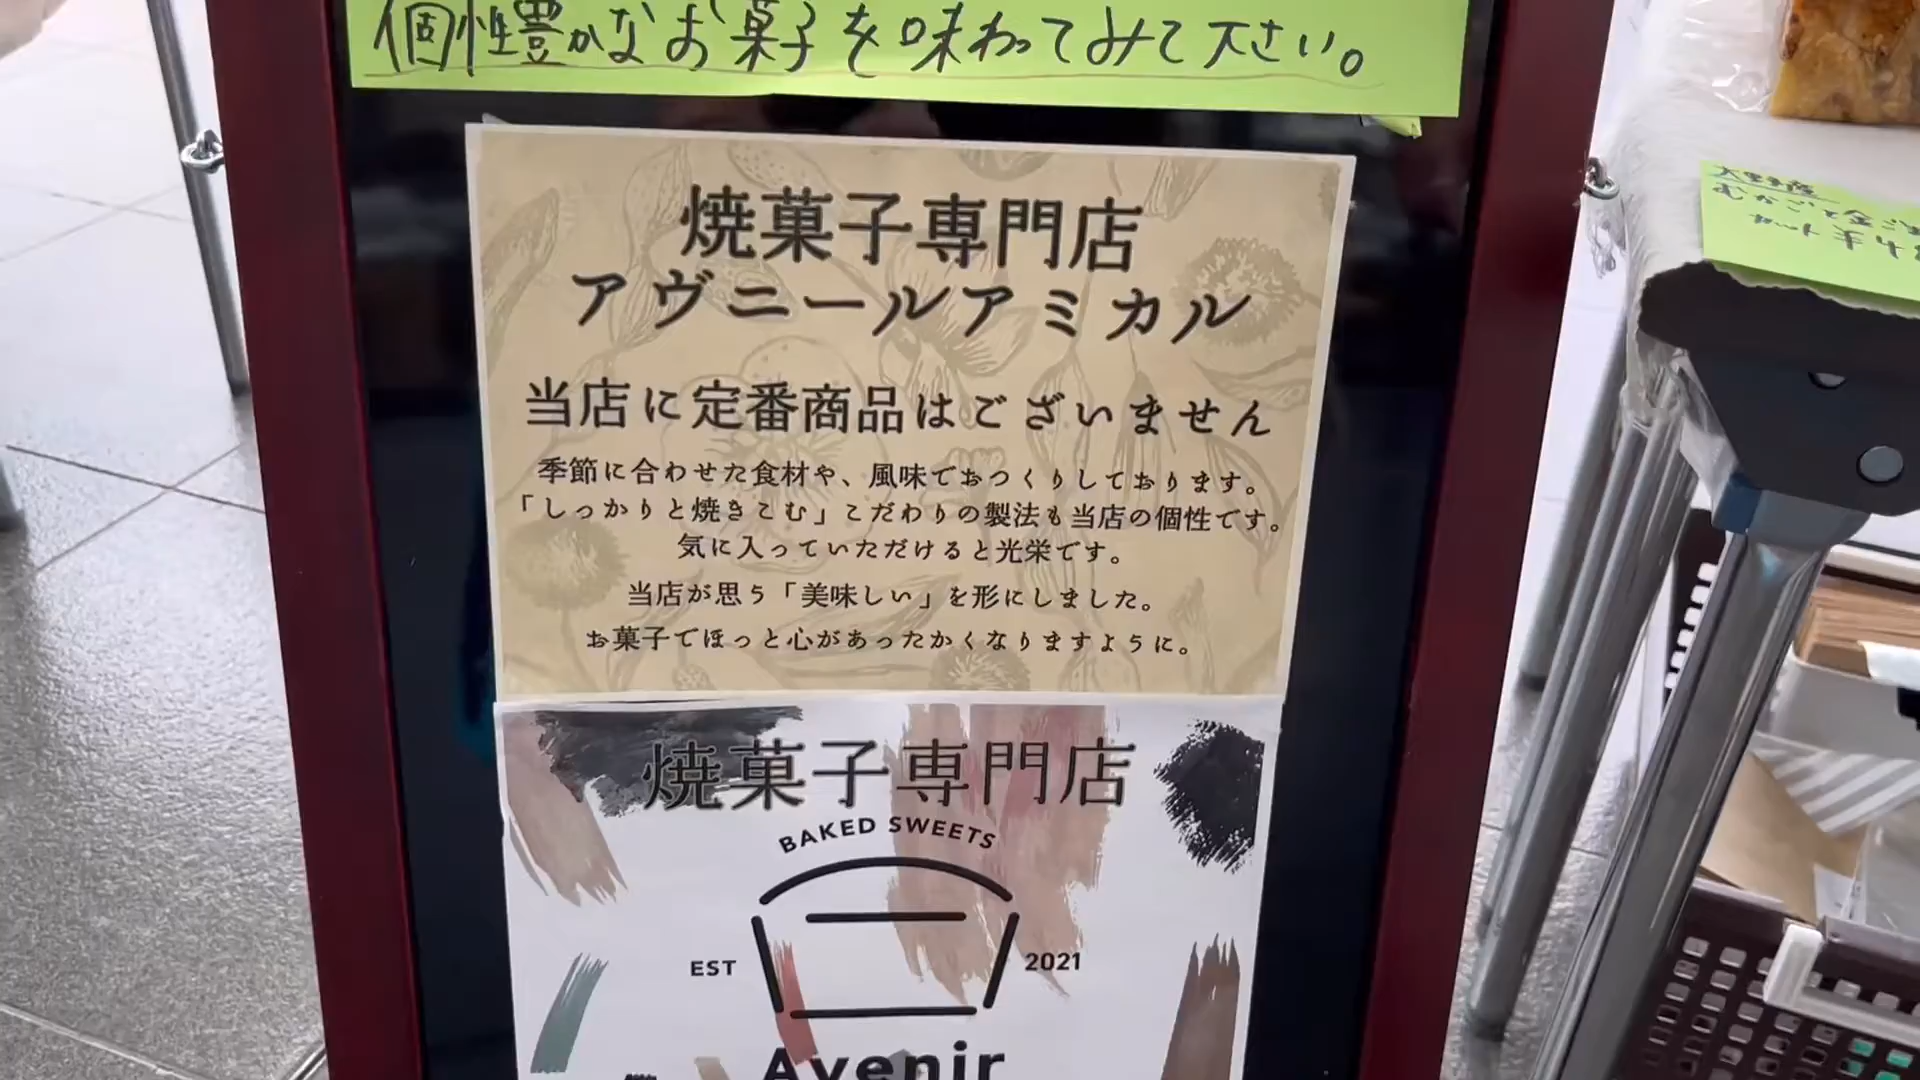 個性豊かなお菓子を味わってみて下さい。
焼菓子専門店
アヴニールアミカル
当店に定番商品はございません
季節に合わせた食材や、風味でおつくりしております。
「しっかりと焼きこむ」こだわりの製法も当店の個性です。
気に入っていただけると光栄です。
当店が思う「美味しい」を形にしました。
お菓子でほっと心があったかくなりますように。
焼菓子専門店
BAKED SWEETS
EST 2021
Avenir